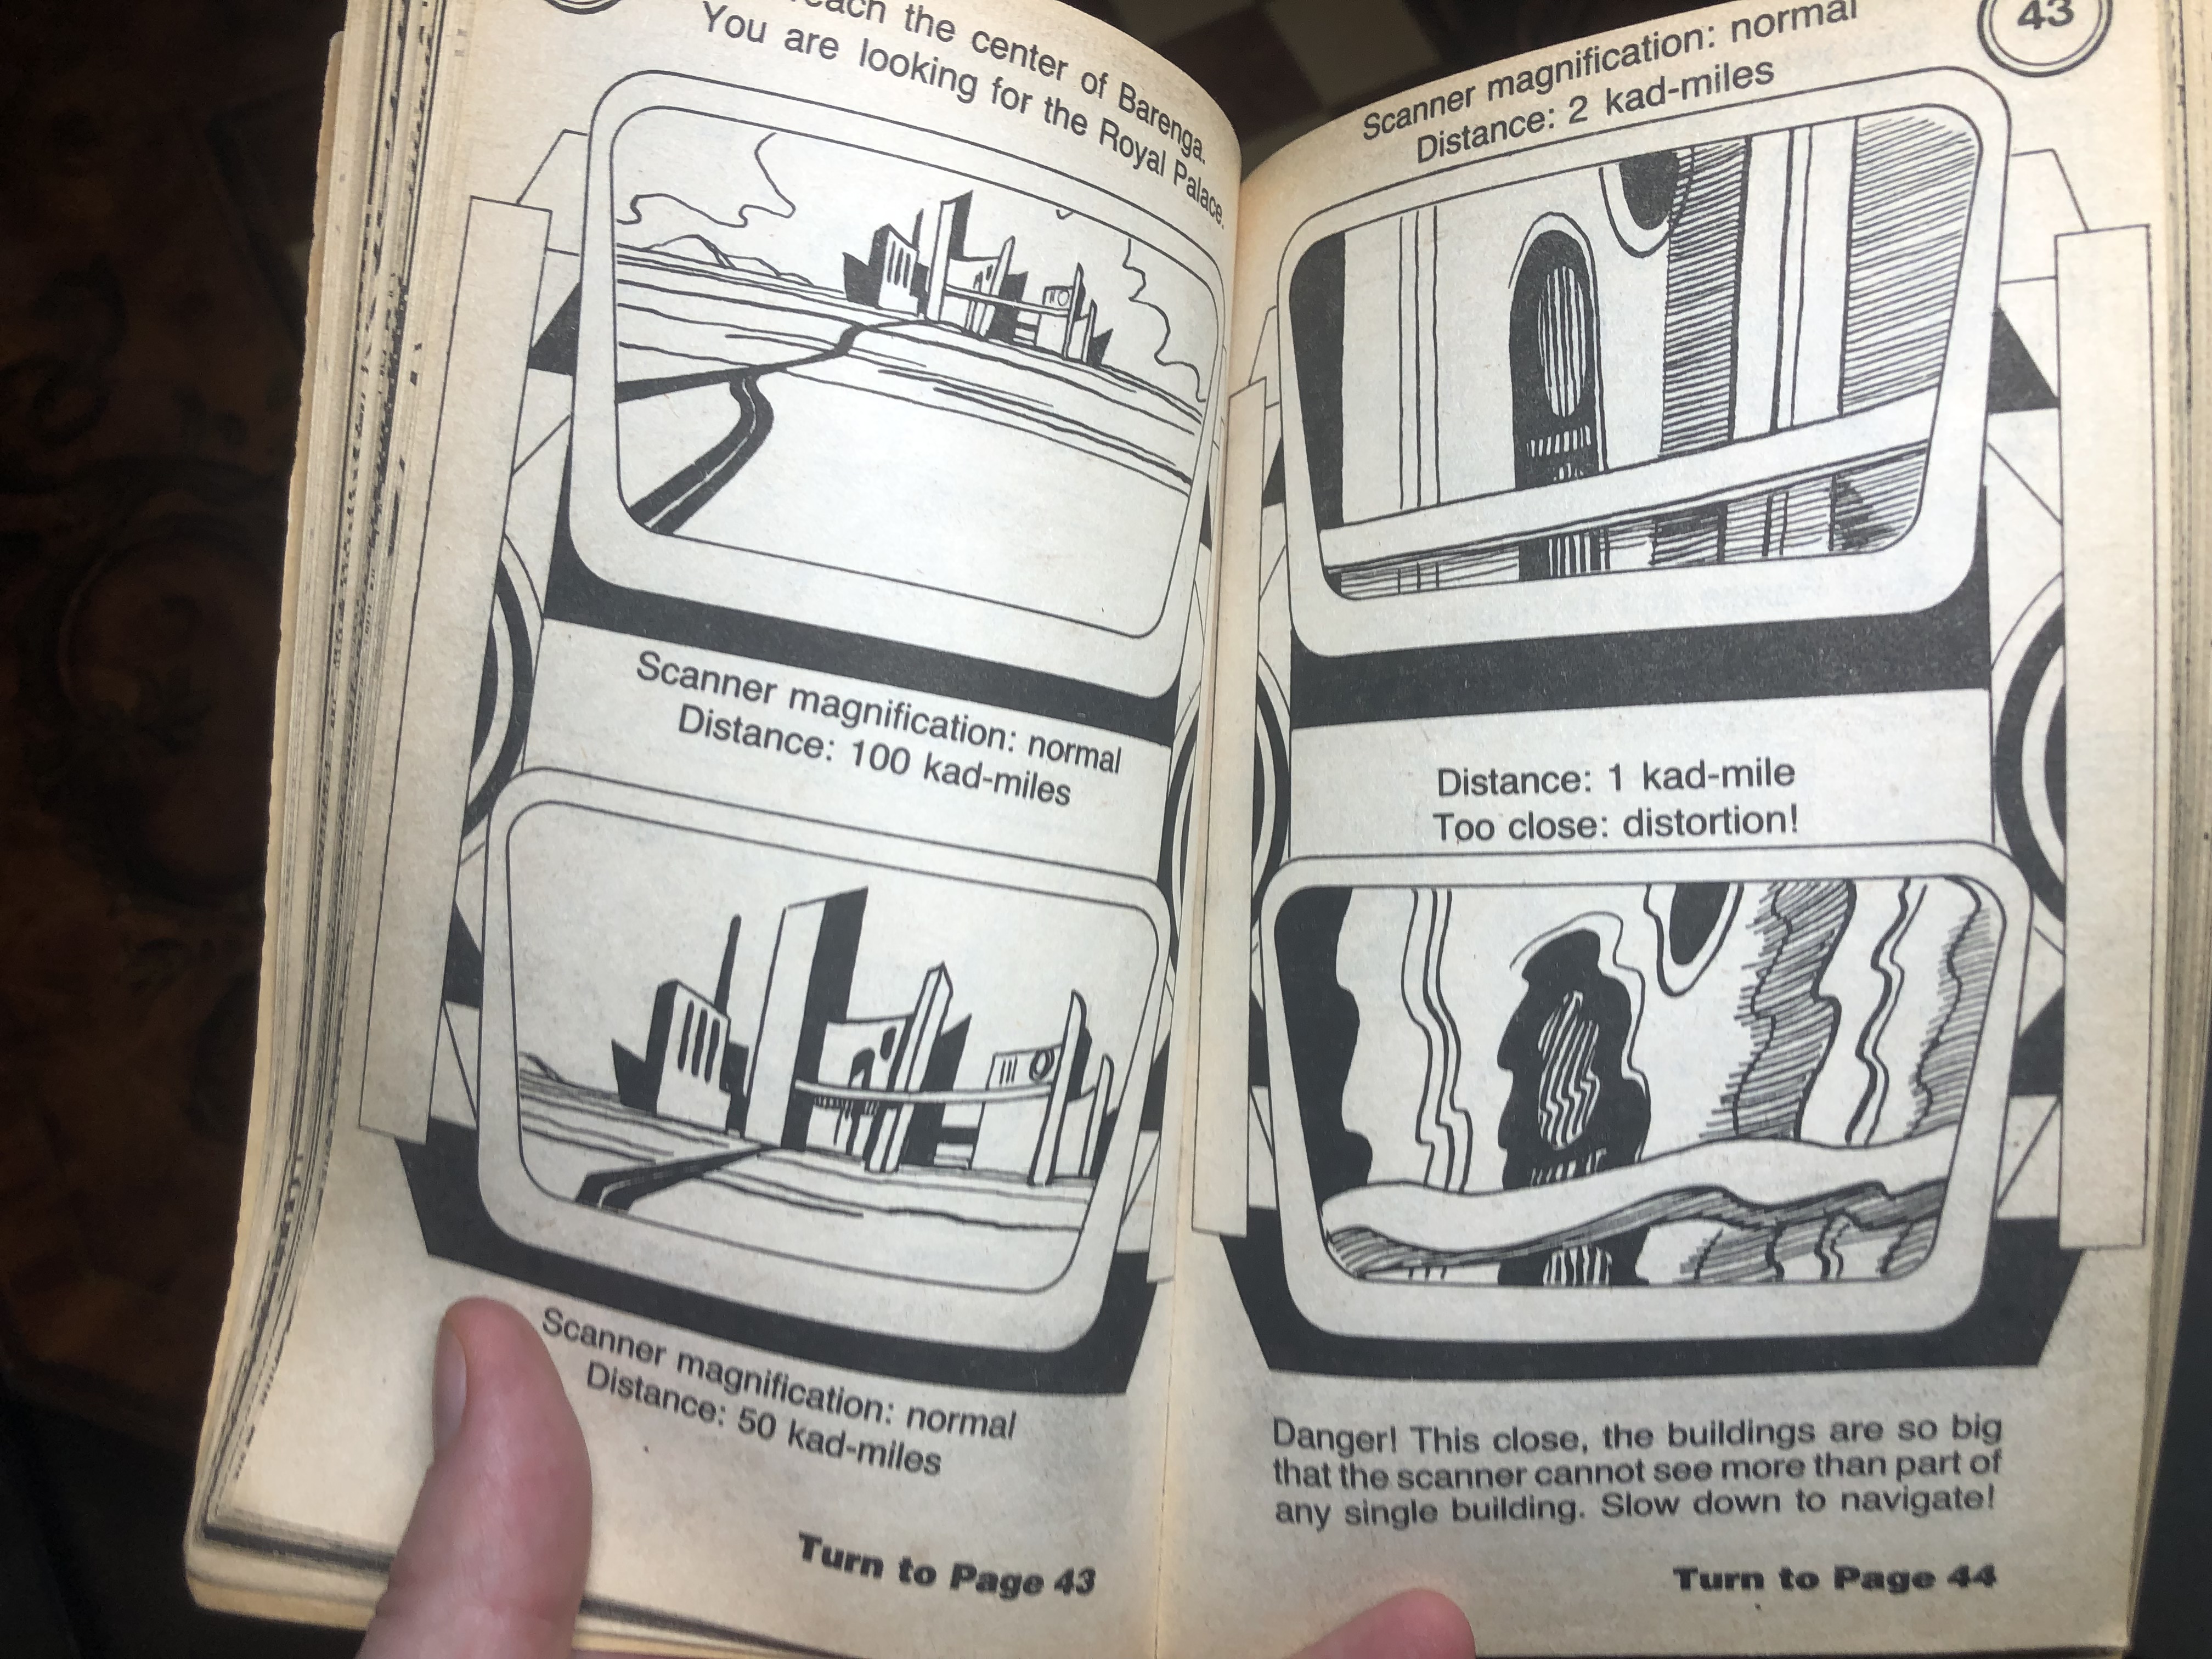 the center of Barenga.
You are looking for the Royal Palace.
Scanner magnification: normal
Distance: 100 kad-miles
Scanner magnification: normal
Distance: 50 kad-miles
Turn to Page 43
43
Scanner magnification: normal
Distance: 2 kad-miles
Distance: 1 kad-mile
Too close: distortion!
Danger! This close, the buildings are so big
that the scanner cannot see more than part of
any single building. Slow down to navigate!
Turn to Page 44